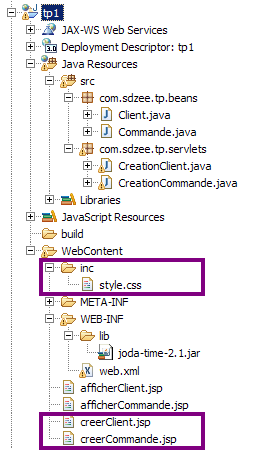 tp1
JAX-WS Web Services
Deployment Descriptor: tp1
Java Resources
src
com.sdzee.tp.beans
Client.java
Commande.java
com.sdzee.tp.servlets
CreationClient.java
CreationCommande.java
Libraries
JavaScript Resources
build
WebContent
inc
style.css
META-INF
WEB-INF
lib
joda-time-2.1.jar
web.xml
afficherClient.jsp
afficherCommande.jsp
creerClient.jsp
creerCommande.jsp